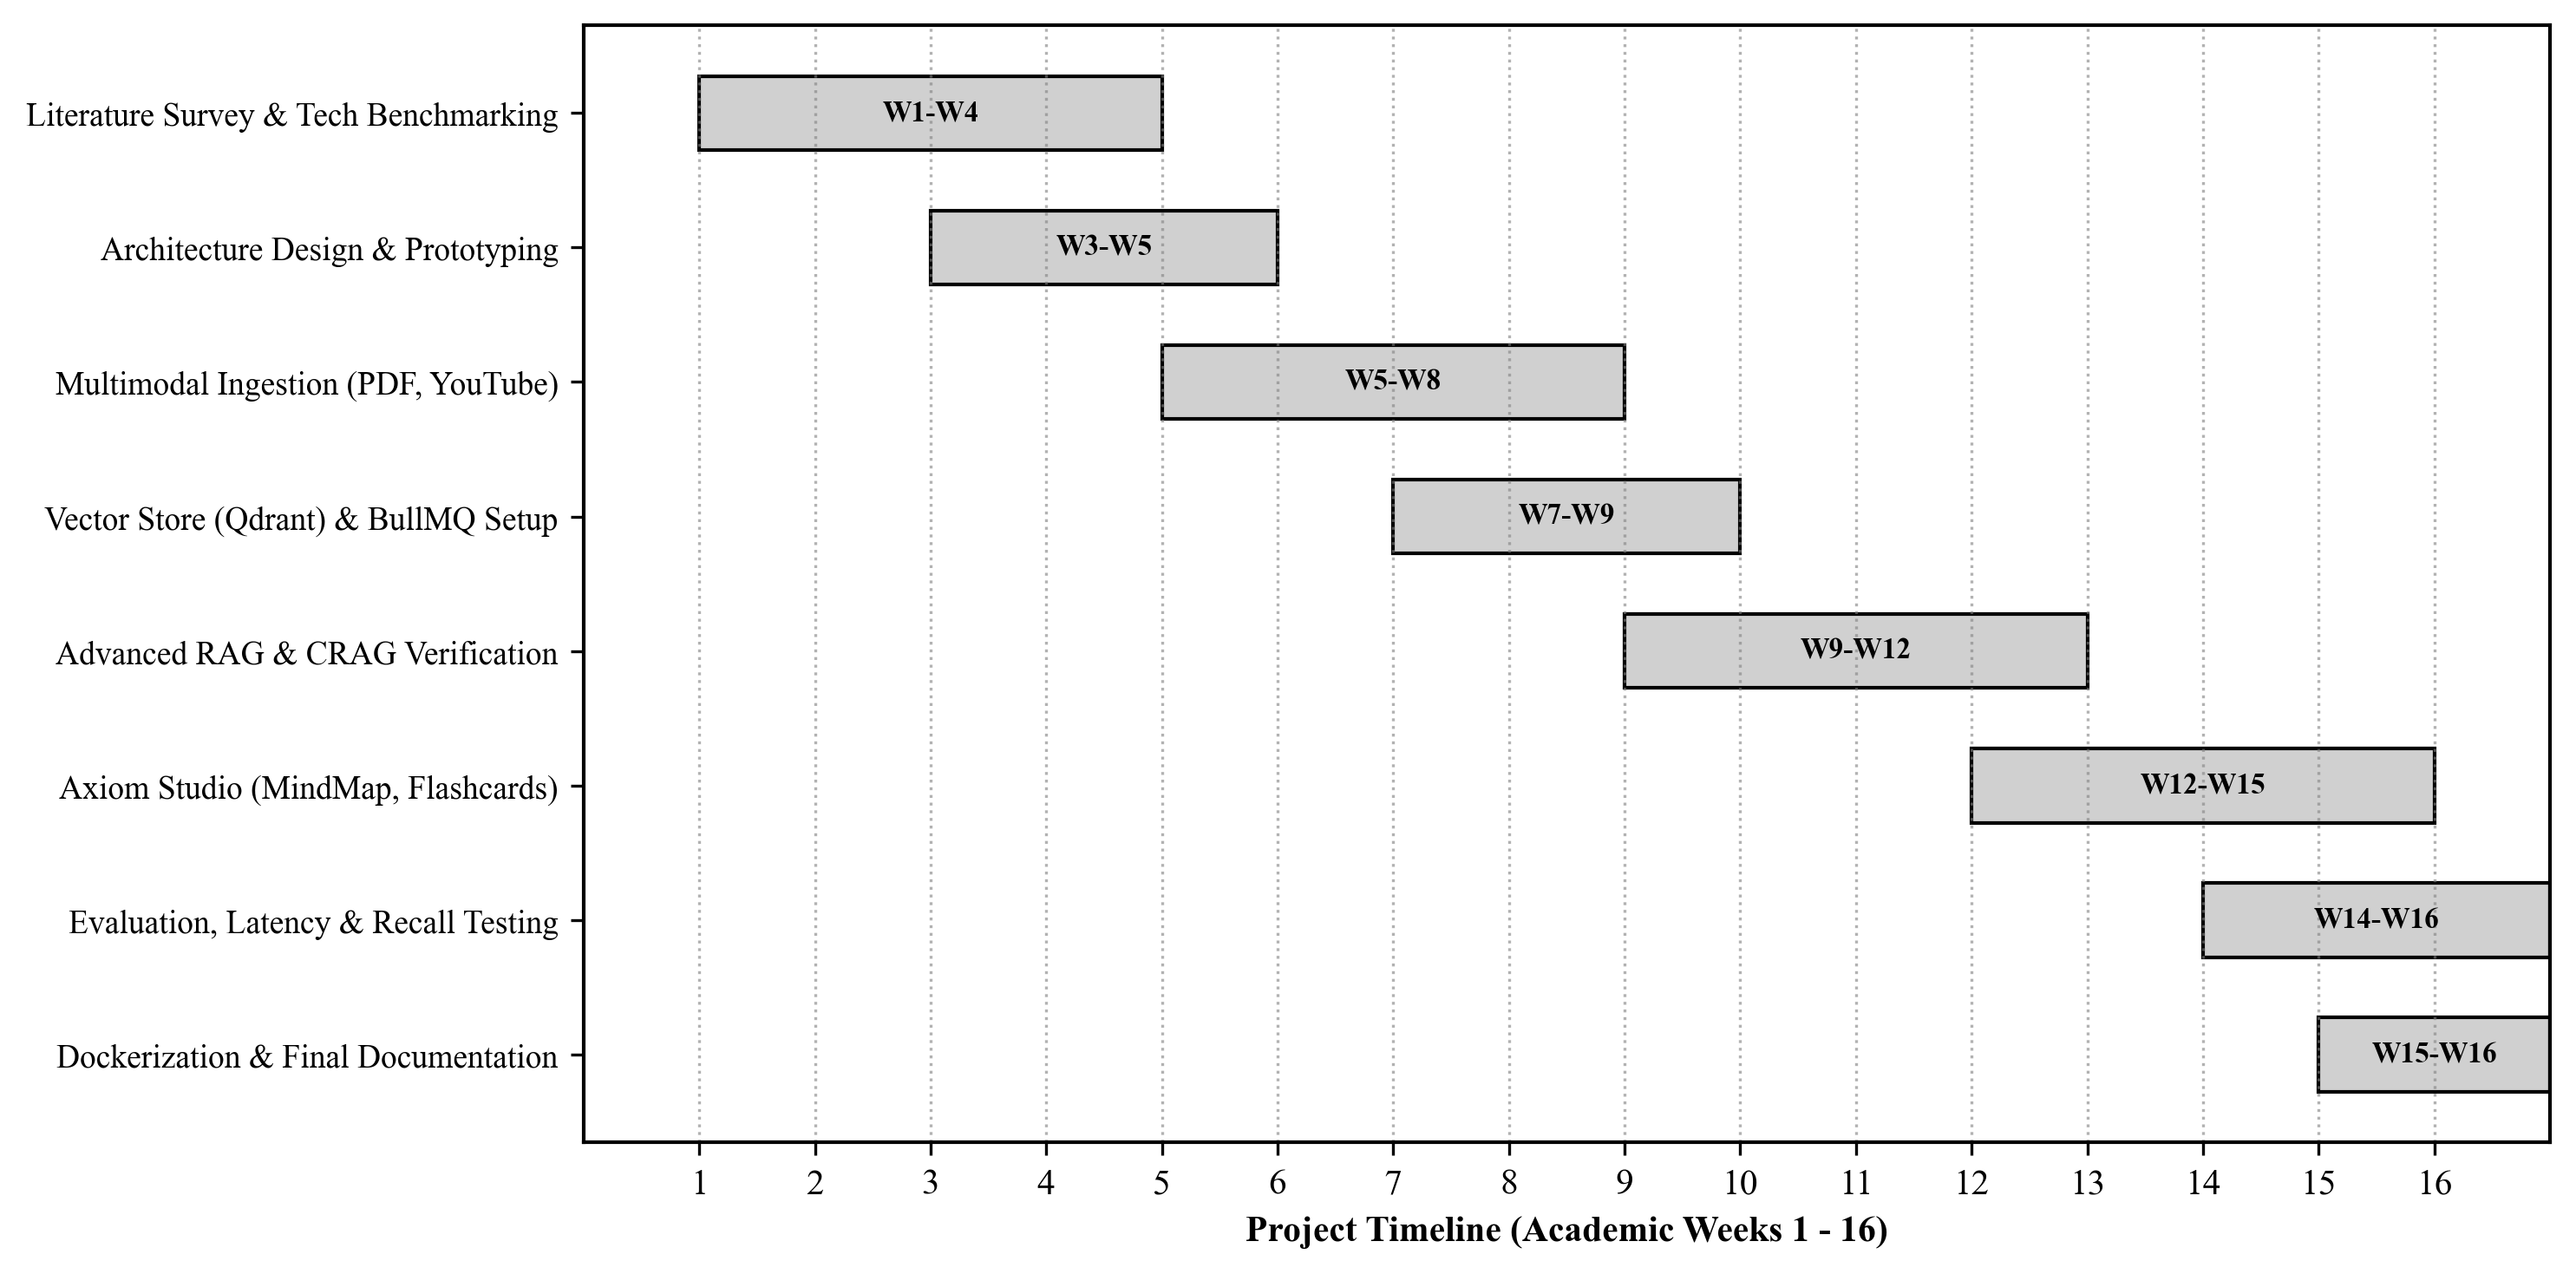 Literature Survey & Tech Benchmarking
W1-W4
Architecture Design & Prototyping
W3-W5
Multimodal Ingestion (PDF, YouTube)
W5-W8
Vector Store (Qdrant) & BullMQ Setup
W7-W9
Advanced RAG & CRAG Verification
W9-W12
Axiom Studio (MindMap, Flashcards)
W12-W15
Evaluation, Latency & Recall Testing
W14-W16
Dockerization & Final Documentation
W15-W16
1 2 3 4 5 6 7 8 9 10 11 12 13 14 15 16
Project Timeline (Academic Weeks 1 - 16)